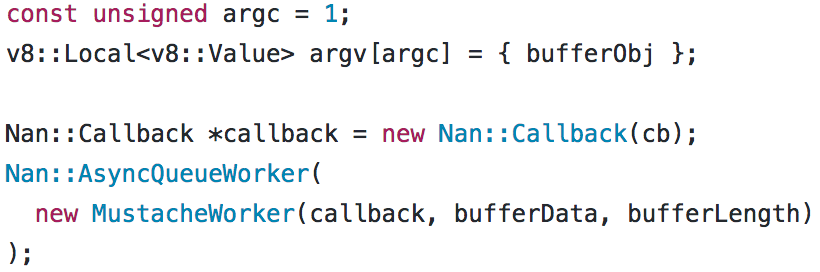 const unsigned argc = 1;
v8::Local<v8::Value> argv[argc] = { bufferObj };

Nan::Callback *callback = new Nan::Callback(cb);
Nan::AsyncQueueWorker(
  new MustacheWorker(callback, bufferData, bufferLength)
);